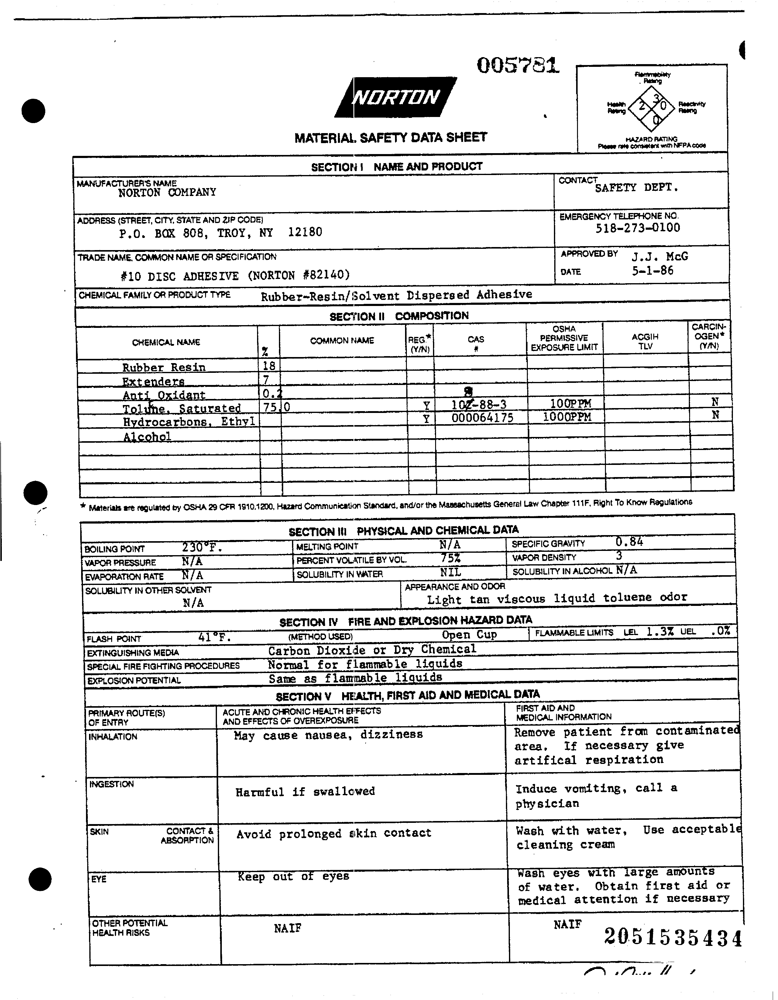 005781
NORTON
Flammability
Rating
Health
Rating
2 3 0
0
Reactivity
Rating
HAZARD RATING
Please rate consistent with NFPA code
MATERIAL SAFETY DATA SHEET
SECTION I NAME AND PRODUCT
MANUFACTURER'S NAME
NORTON COMPANY
CONTACT
SAFETY DEPT.
ADDRESS (STREET, CITY, STATE AND ZIP CODE)
P.O. BOX 808, TROY, NY 12180
EMERGENCY TELEPHONE NO.
518-273-0100
TRADE NAME, COMMON NAME OR SPECIFICATION
#10 DISC ADHESIVE (NORTON #82140)
APPROVED BY J.J. McG
DATE 5-1-86
CHEMICAL FAMILY OR PRODUCT TYPE Rubber-Resin/Solvent Dispersed Adhesive
SECTION II COMPOSITION
CHEMICAL NAME % COMMON NAME REG* (Y/N) CAS # OSHA PERMISSIVE EXPOSURE LIMIT ACGIH TLV CARCIN-OGEN* (Y/N)
Rubber Resin 18
Extenders 7
Anti Oxidant 0.2
Toluhe, Saturated 75.0 Y 108-88-3 100PPM N
Hydrocarbons, Ethyl Y 000064175 1000PPM N
Alcohol
* Materials are regulated by OSHA 29 CFR 1910.1200, Hazard Communication Standard, and/or the Massachusetts General Law Chapter 111F, Right To Know Regulations
SECTION III PHYSICAL AND CHEMICAL DATA
BOILING POINT 230°F. MELTING POINT N/A SPECIFIC GRAVITY 0.84
VAPOR PRESSURE N/A PERCENT VOLATILE BY VOL. 75% VAPOR DENSITY 3
EVAPORATION RATE N/A SOLUBILITY IN WATER NIL SOLUBILITY IN ALCOHOL N/A
SOLUBILITY IN OTHER SOLVENT
N/A
APPEARANCE AND ODOR
Light tan viscous liquid toluene odor
SECTION IV FIRE AND EXPLOSION HAZARD DATA
FLASH POINT 41°F. (METHOD USED) Open Cup FLAMMABLE LIMITS LEL 1.3% UEL .0%
EXTINGUISHING MEDIA Carbon Dioxide or Dry Chemical
SPECIAL FIRE FIGHTING PROCEDURES Normal for flammable liquids
EXPLOSION POTENTIAL Same as flammable liquids
SECTION V HEALTH, FIRST AID AND MEDICAL DATA
PRIMARY ROUTE(S)
OF ENTRY
ACUTE AND CHRONIC HEALTH EFFECTS
AND EFFECTS OF OVEREXPOSURE
FIRST AID AND
MEDICAL INFORMATION
INHALATION
May cause nausea, dizziness
Remove patient from contaminated
area. If necessary give
artifical respiration
INGESTION
Harmful if swallowed
Induce vomiting, call a
physician
SKIN CONTACT &
ABSORPTION
Avoid prolonged skin contact
Wash with water, Use acceptable
cleaning cream
EYE
Keep out of eyes
Wash eyes with large amounts
of water. Obtain first aid or
medical attention if necessary
OTHER POTENTIAL
HEALTH RISKS
NAIF
NAIF
2051535434